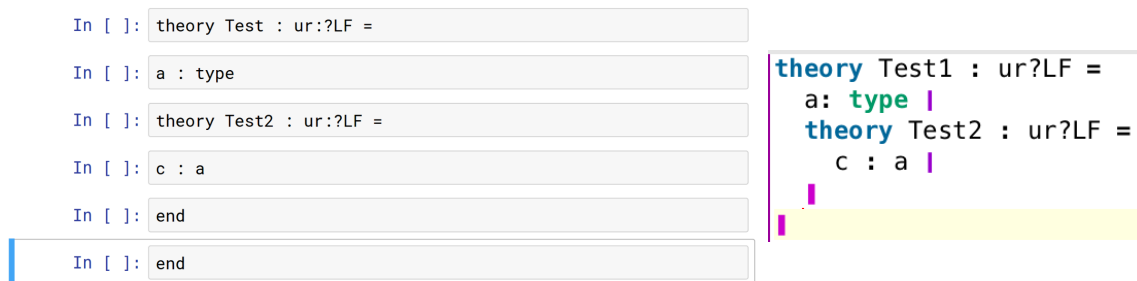 In [ ]: theory Test : ur:?LF =
In [ ]: a : type
In [ ]: theory Test2 : ur:?LF =
In [ ]: c : a
In [ ]: end
In [ ]: end
theory Test1 : ur?LF =
a: type ❙
theory Test2 : ur?LF =
c : a ❙
❚
❚